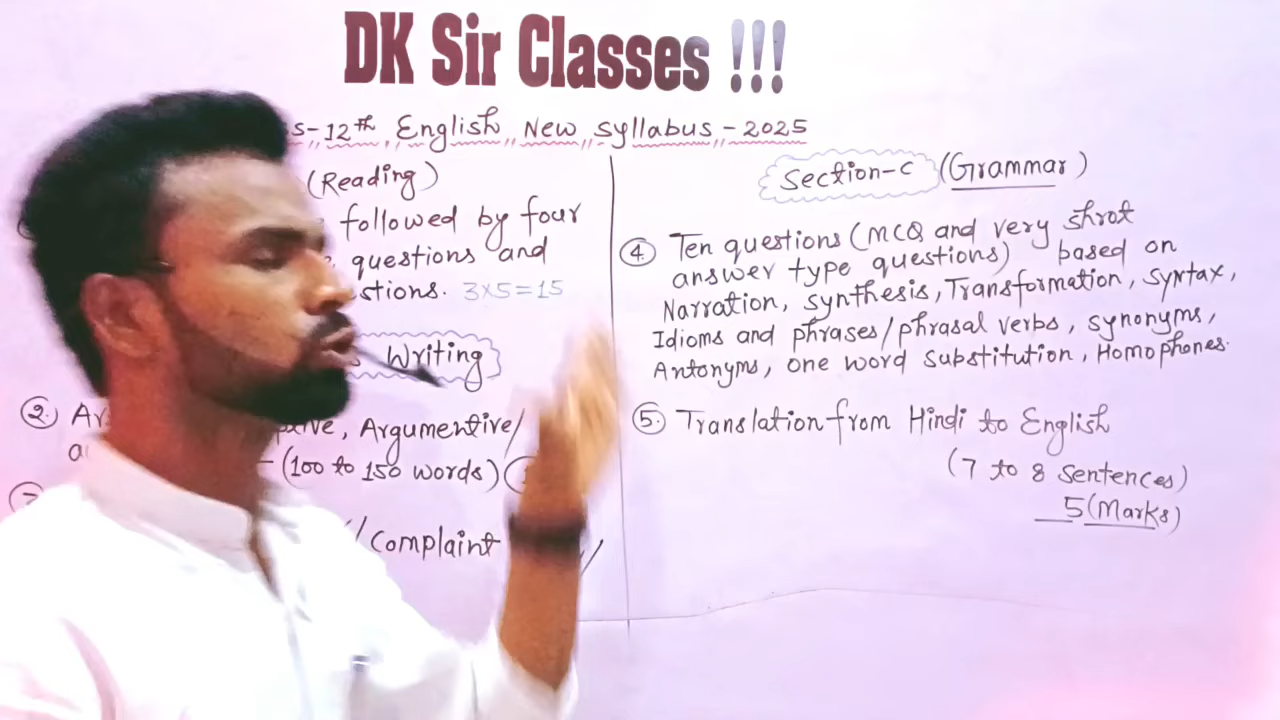 DK Sir Classes !!!
s-12th English New syllabus-2025
(Reading)
followed by four
questions and
stions. 3×5=15
Writing
② Ar
tive, Argumentive/
a
(100 to 150 words)
/complaint
/
Section-C (Grammar)
④ Ten questions (MCQ and very shrot
answer type questions) based on
Narration, synthesis, Transformation, syntax,
Idioms and phrases/phrasal verbs, synonyms,
Antonyms, one word substitution, Homophones.
⑤ Translation from Hindi to English
(7 to 8 sentences)
5(Marks)